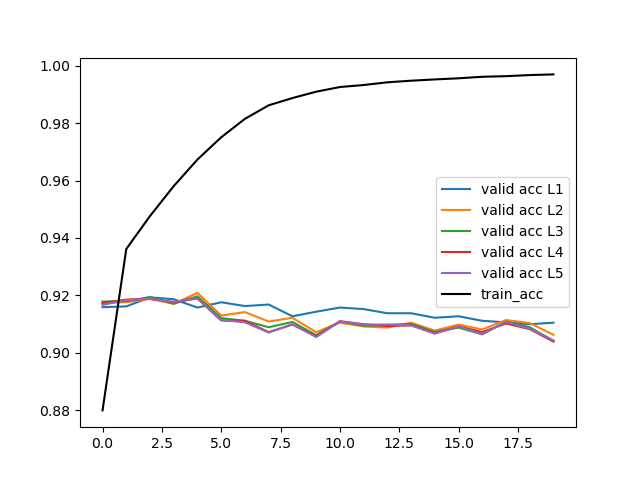 1.00
0.98
0.96
0.94
0.92
0.90
0.88
valid acc L1
valid acc L2
valid acc L3
valid acc L4
valid acc L5
train_acc
0.0 2.5 5.0 7.5 10.0 12.5 15.0 17.5